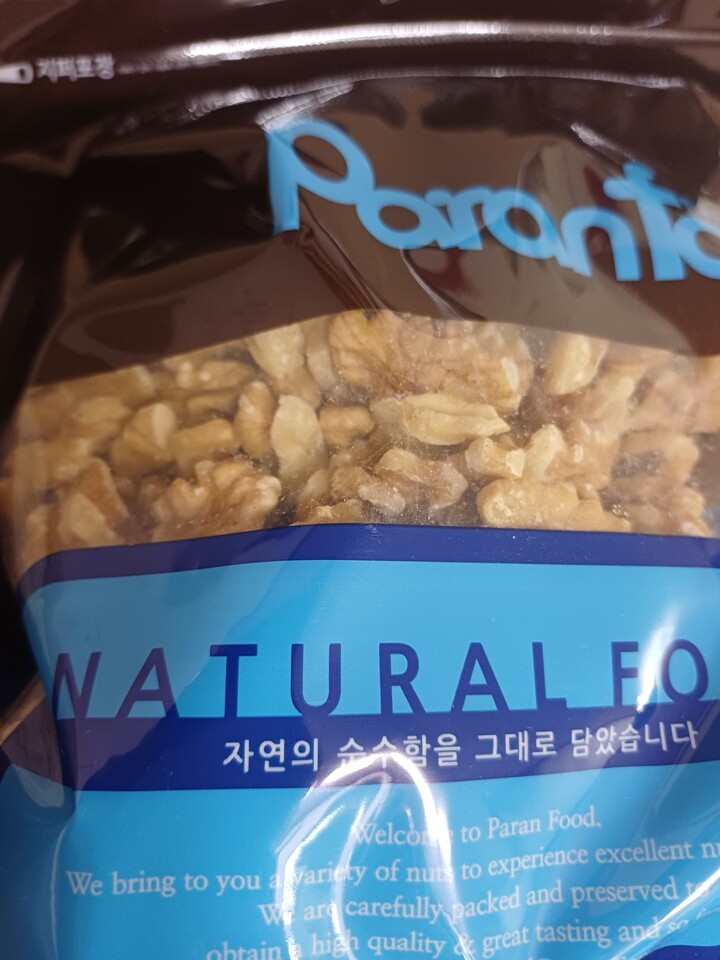 지퍼포장
Paran
NATURAL FO
자연의 순수함을 그대로 담았습니다
Welcome to Paran Food.
We bring to you a variety of nuts to experience excellent
We are carefully packed and preserved
obtain a high quality & great tasting and